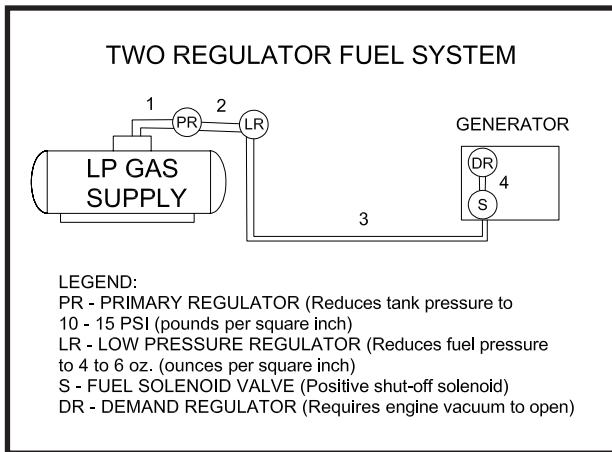 TWO REGULATOR FUEL SYSTEM
1
2
PR
LR
GENERATOR
LP GAS
SUPPLY
DR
4
S
3
LEGEND:
PR - PRIMARY REGULATOR (Reduces tank pressure to
10 - 15 PSI (pounds per square inch)
LR - LOW PRESSURE REGULATOR (Reduces fuel pressure
to 4 to 6 oz. (ounces per square inch)
S - FUEL SOLENOID VALVE (Positive shut-off solenoid)
DR - DEMAND REGULATOR (Requires engine vacuum to open)